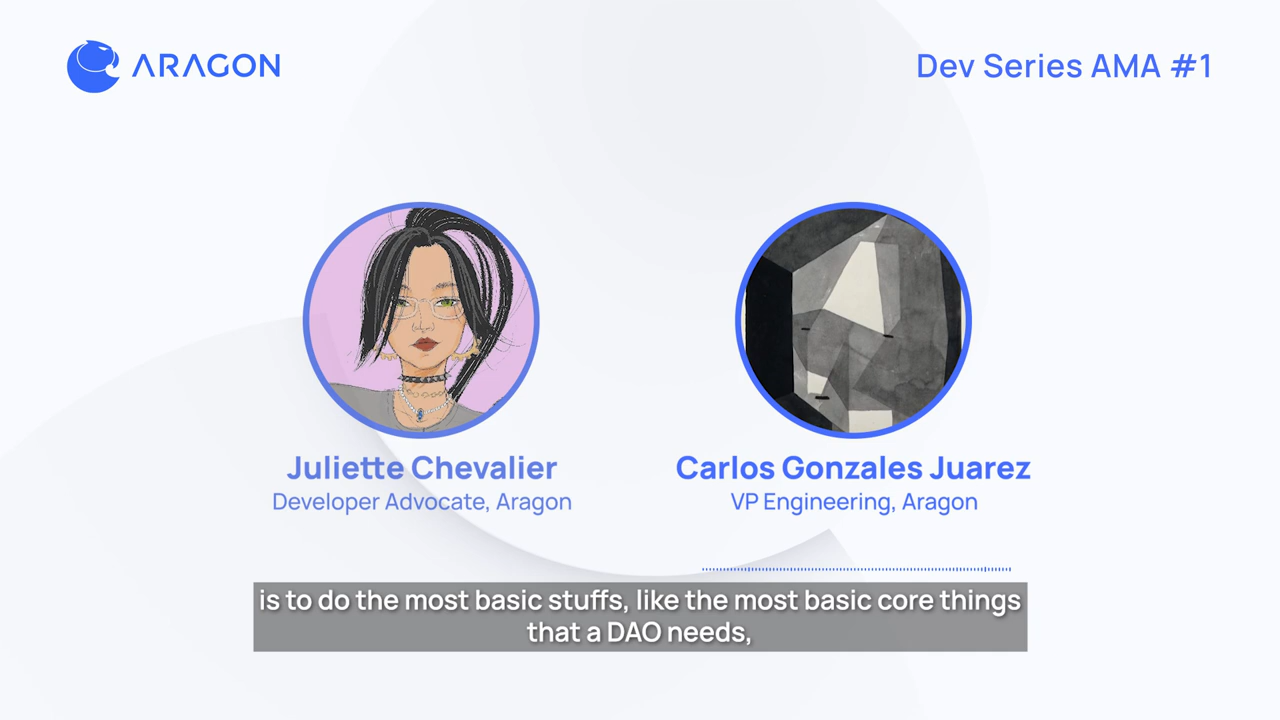 ARAGON
Dev Series AMA #1
Juliette Chevalier
Developer Advocate, Aragon
Carlos Gonzales Juarez
VP Engineering, Aragon
is to do the most basic stuffs, like the most basic core things
that a DAO needs,